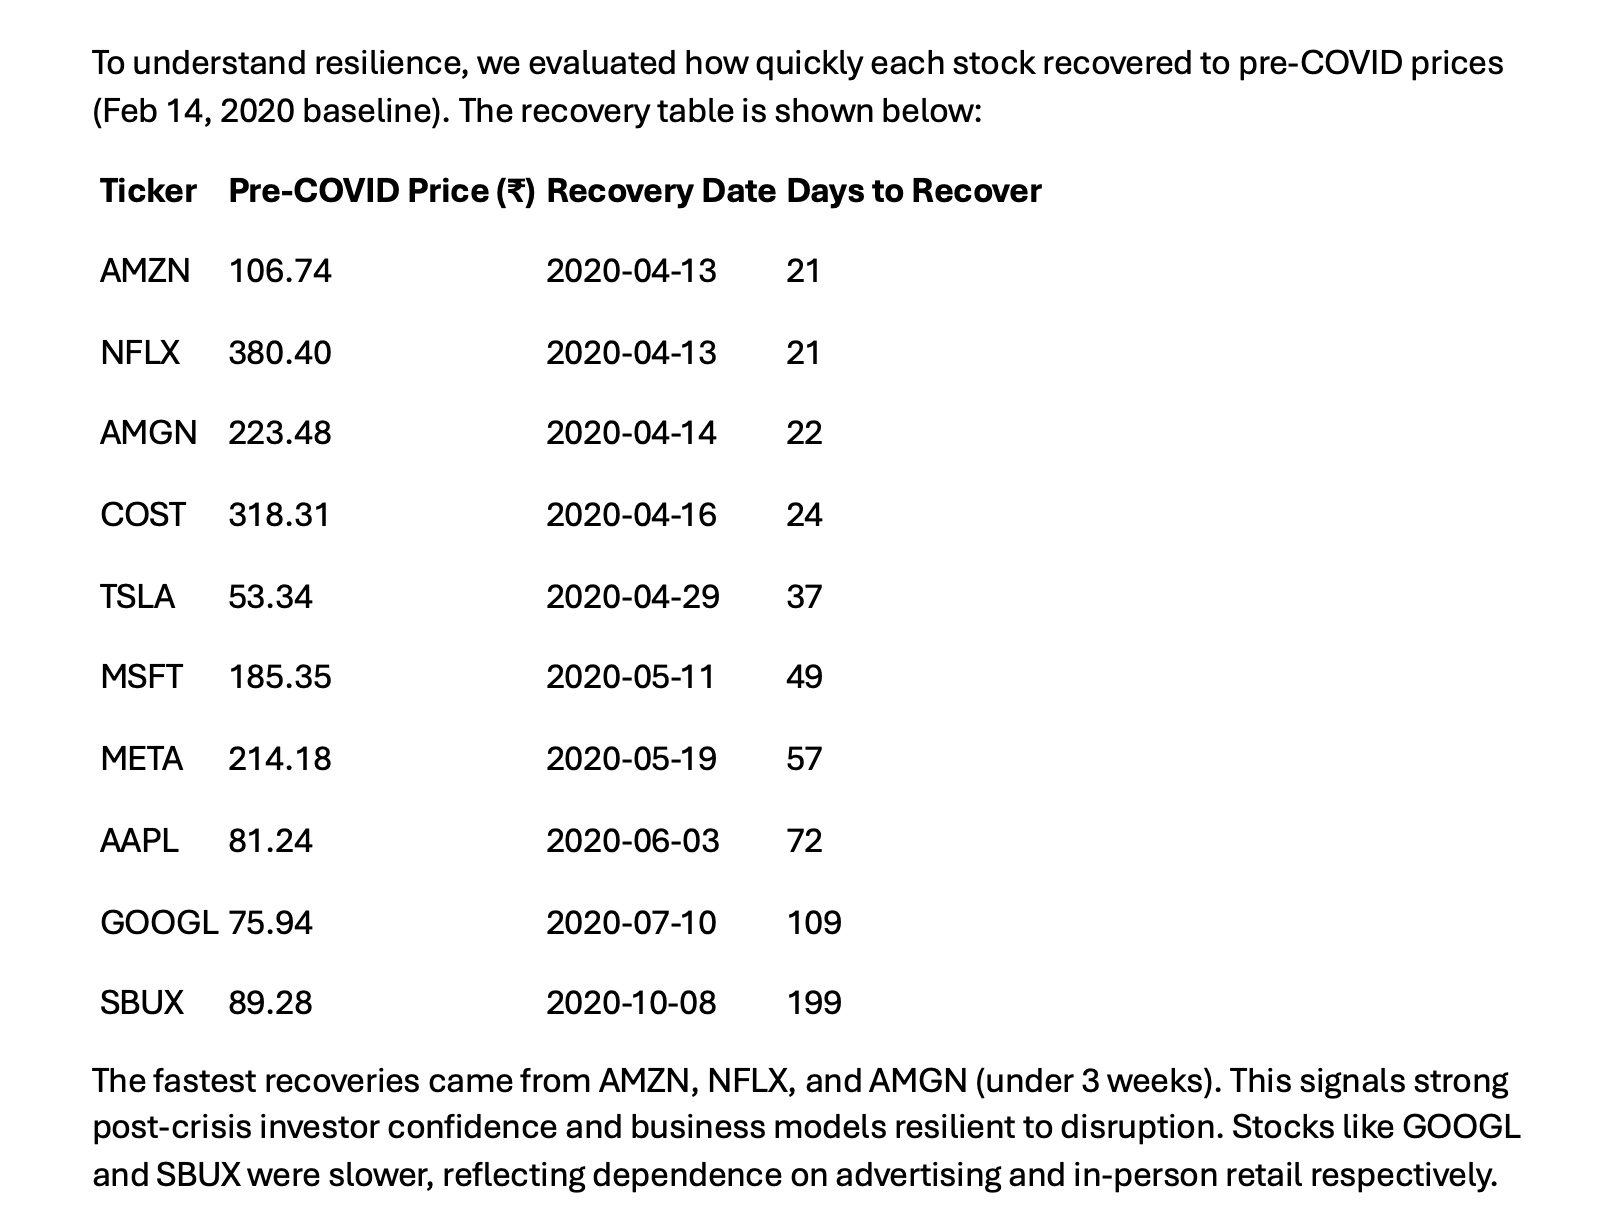 To understand resilience, we evaluated how quickly each stock recovered to pre-COVID prices
(Feb 14, 2020 baseline). The recovery table is shown below:
Ticker Pre-COVID Price (₹) Recovery Date Days to Recover
AMZN 106.74 2020-04-13 21
NFLX 380.40 2020-04-13 21
AMGN 223.48 2020-04-14 22
COST 318.31 2020-04-16 24
TSLA 53.34 2020-04-29 37
MSFT 185.35 2020-05-11 49
META 214.18 2020-05-19 57
AAPL 81.24 2020-06-03 72
GOOGL 75.94 2020-07-10 109
SBUX 89.28 2020-10-08 199
The fastest recoveries came from AMZN, NFLX, and AMGN (under 3 weeks). This signals strong
post-crisis investor confidence and business models resilient to disruption. Stocks like GOOGL
and SBUX were slower, reflecting dependence on advertising and in-person retail respectively.